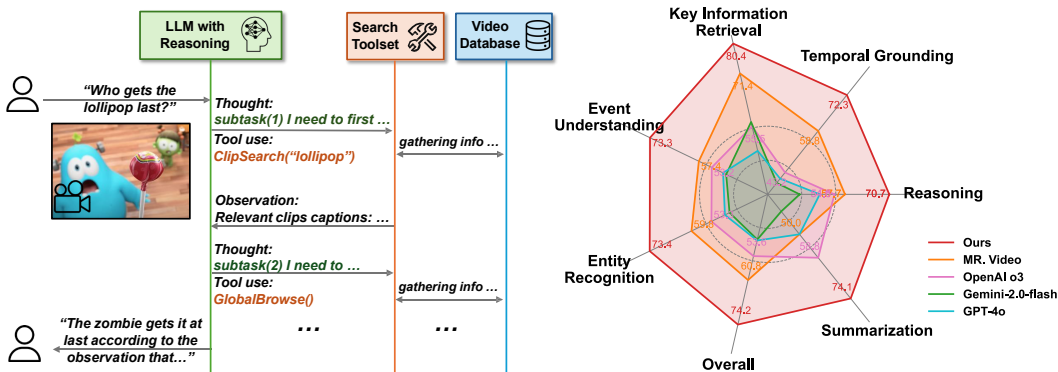 LLM with
Reasoning
Search
Toolset
Video
Database
“Who gets the
lollipop last?”
Thought:
subtask(1) I need to first ...
Tool use:
ClipSearch(“lollipop”)
gathering info ...
Observation:
Relevant clips captions: ...
Thought:
subtask(2) I need to ...
Tool use:
GlobalBrowse()
gathering info ...
“The zombie gets it at
last according to the
observation that…”
...
...
Key Information
Retrieval
80.4
71.4
Temporal Grounding
72.3
Event
Understanding
73.3
Reasoning
70.7
Entity
Recognition
73.4
Summarization
74.1
Overall
74.2
60.8
Ours
MR. Video
OpenAI o3
Gemini-2.0-flash
GPT-4o